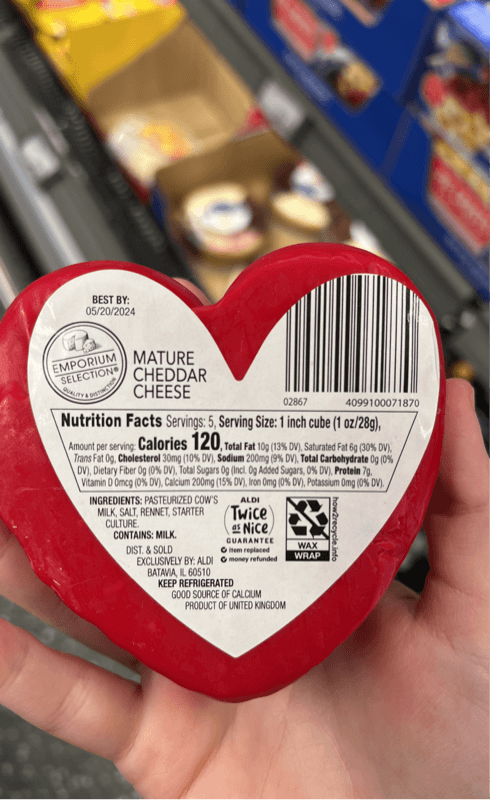 BEST BY:
05/20/2024
EMPORIUM
SELECTION®
QUALITY & DISTINCTION
MATURE
CHEDDAR
CHEESE
02867 4099100071870
Nutrition Facts Servings: 5, Serving Size: 1 inch cube (1 oz/28g),
Amount per serving: Calories 120, Total Fat 10g (13% DV), Saturated Fat 6g (30% DV),
Trans Fat 0g, Cholesterol 30mg (10% DV), Sodium 200mg (9% DV), Total Carbohydrate 0g (0%
DV), Dietary Fiber 0g (0% DV), Total Sugars 0g (Incl. 0g Added Sugars, 0% DV), Protein 7g,
Vitamin D 0mcg (0% DV), Calcium 200mg (15% DV), Iron 0mg (0% DV), Potassium 0mg (0% DV).
INGREDIENTS: PASTEURIZED COW'S
MILK, SALT, RENNET, STARTER
CULTURE.
CONTAINS: MILK.
DIST. & SOLD
EXCLUSIVELY BY: ALDI
BATAVIA, IL 60510
KEEP REFRIGERATED
GOOD SOURCE OF CALCIUM
PRODUCT OF UNITED KINGDOM
ALDI
Twice
as Nice
GUARANTEE
item replaced
money refunded
WAX
WRAP
how2recycle.info